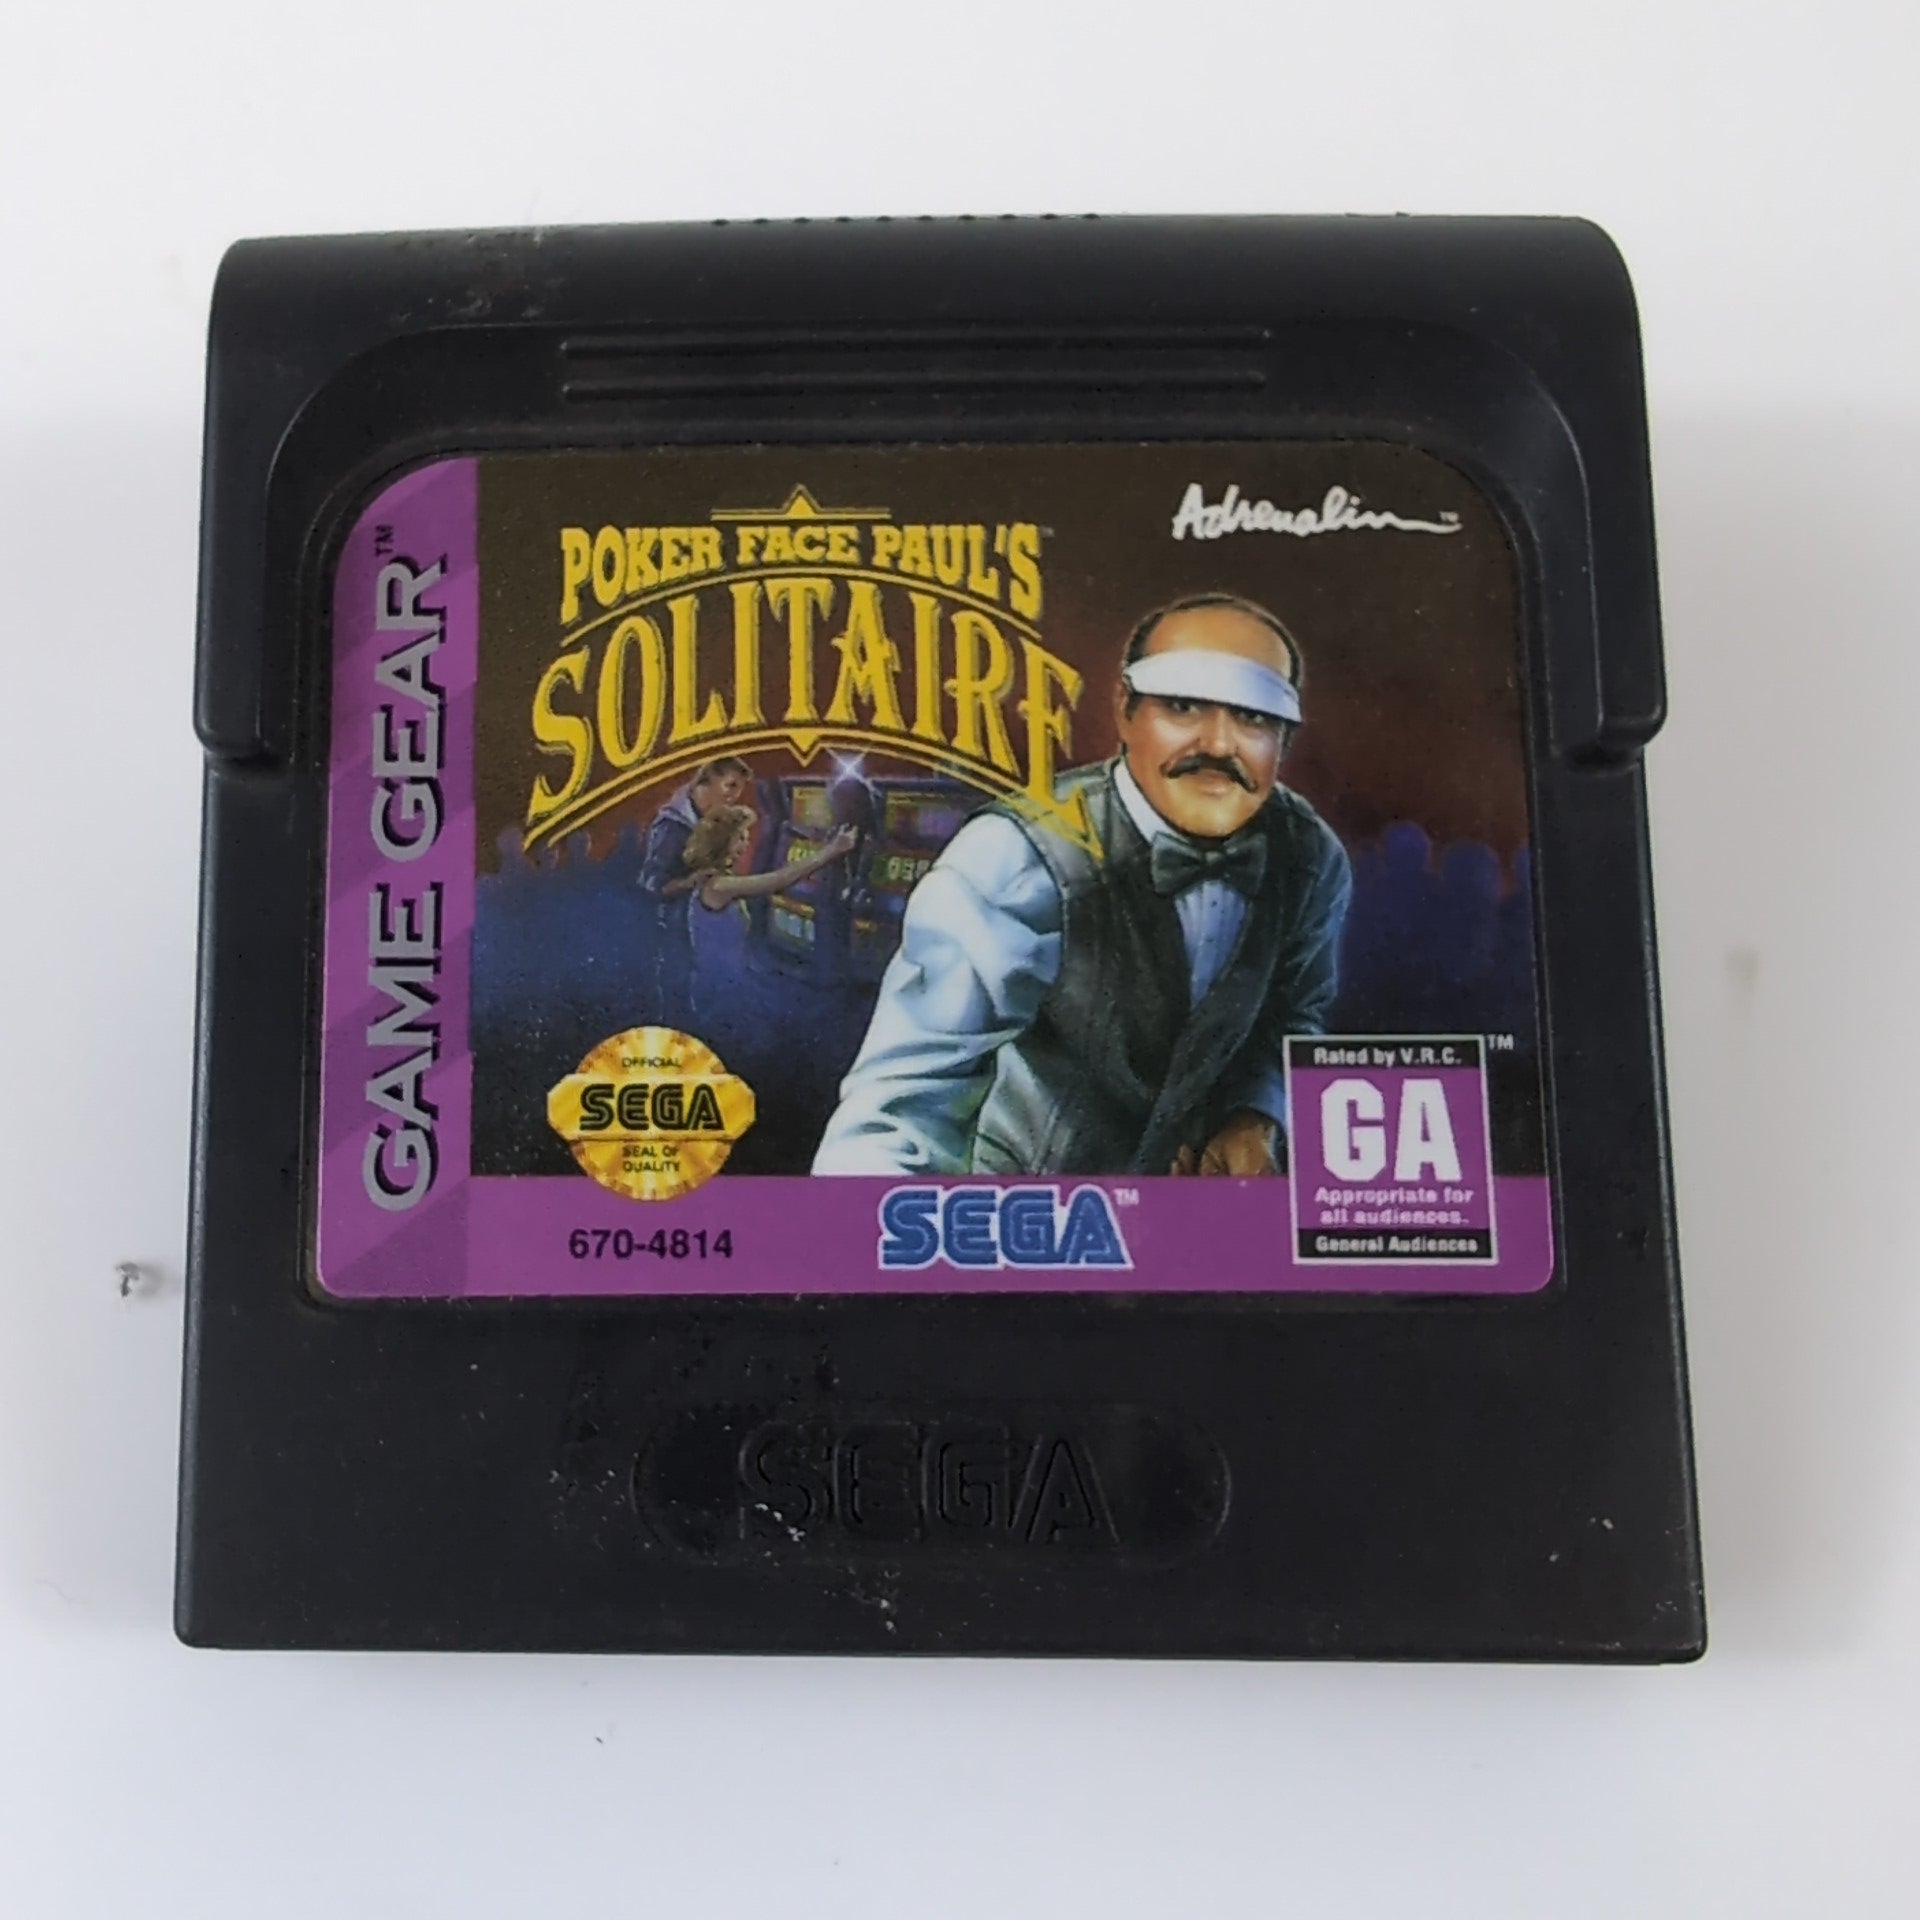 POKER FACE PAUL'S™
SOLITAIRE
Adrenalin™
GAME GEAR™
OFFICIAL
SEGA
SEAL OF
QUALITY
670-4814
SEGA™
Rated by V.R.C.™
GA
Appropriate for
all audiences.
General Audiences
SEGA